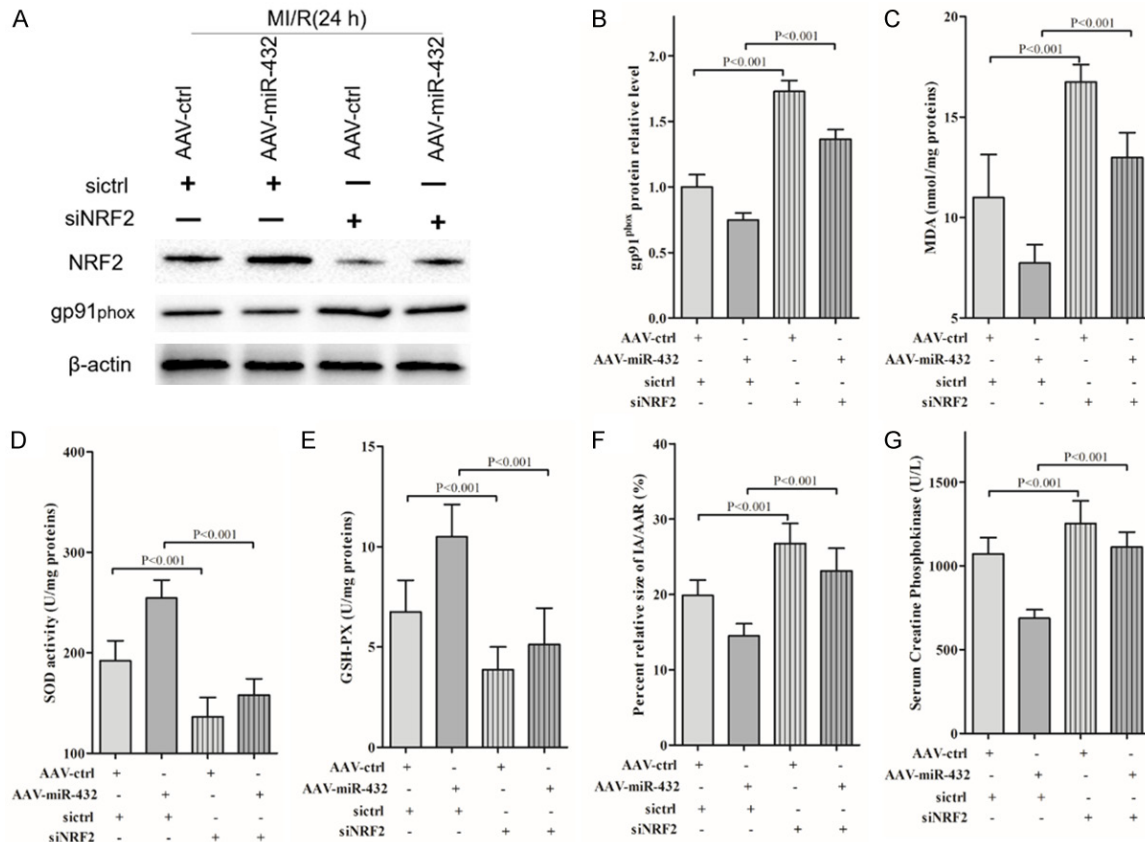 A
MI/R(24 h)
AAV-ctrl
AAV-miR-432
AAV-ctrl
AAV-miR-432
sictrl + + — —
siNRF2 — — + +
NRF2
gp91phox
β-actin
B
gp91phox protein relative level
2.0
1.5
1.0
0.5
0.0
P<0.001
P<0.001
AAV-ctrl + - + -
AAV-miR-432 - + - +
sictrl + + - -
siNRF2 - - + +
C
MDA (nmol/mg proteins)
20
15
10
5
P<0.001
P<0.001
AAV-ctrl + - + -
AAV-miR-432 - + - +
sictrl + + - -
siNRF2 - - + +
D
SOD activity (U/mg proteins)
400
300
200
100
P<0.001
P<0.001
AAV-ctrl + - + -
AAV-miR-432 - + - +
sictrl + + - -
siNRF2 - - + +
E
GSH-PX (U/mg proteins)
15
10
5
0
P<0.001
P<0.001
AAV-ctrl + - + -
AAV-miR-432 - + - +
sictrl + + - -
siNRF2 - - + +
F
Percent relative size of IA/AAR (%)
40
30
20
10
0
P<0.001
P<0.001
AAV-ctrl + - + -
AAV-miR-432 - + - +
sictrl + + - -
siNRF2 - - + +
G
Serum Creatine Phosphokinase (U/L)
1500
1000
500
0
P<0.001
P<0.001
AAV-ctrl + - + -
AAV-miR-432 - + - +
sictrl + + - -
siNRF2 - - + +